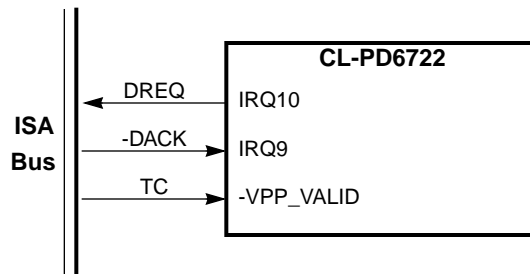 CL-PD6722
DREQ
IRQ10
ISA
Bus
-DACK
IRQ9
TC
-VPP_VALID